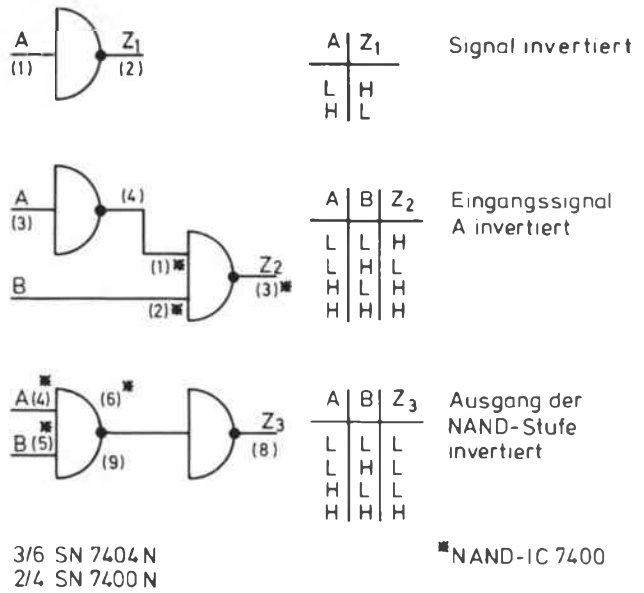 A Z1
(1) (2)
A Z1
L H
H L
Signal invertiert
A (4)
(3)
(1)* Z2
B (3)*
(2)*
A B Z2
L L H
L H L
H L H
H H H
Eingangssignal
A invertiert
A(4)* (6)*
Z3
B(5)* (9) (8)
A B Z3
L L L
L H L
H L L
H H H
Ausgang der
NAND-Stufe
invertiert
3/6 SN 7404 N
2/4 SN 7400 N
*NAND-IC 7400